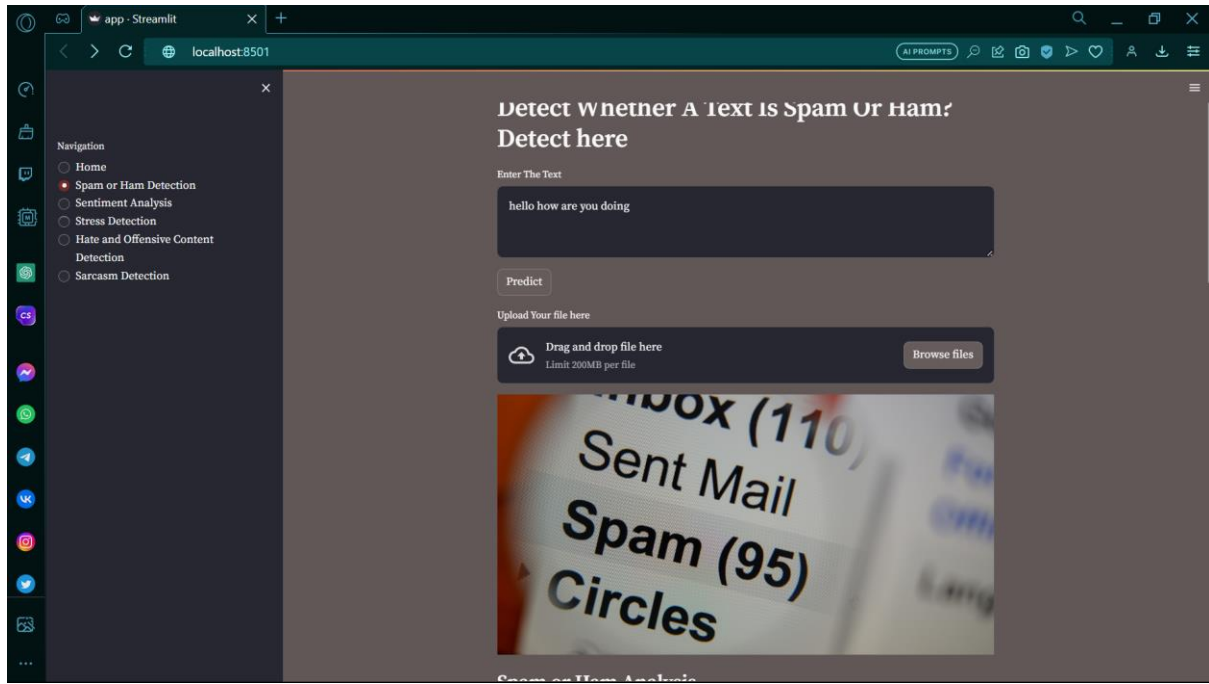 app · Streamlit
localhost:8501
AI PROMPTS
Navigation
Home
Spam or Ham Detection
Sentiment Analysis
Stress Detection
Hate and Offensive Content
Detection
Sarcasm Detection
Detect Whether A Text Is Spam Or Ham?
Detect here
Enter The Text
hello how are you doing
Predict
Upload Your file here
Drag and drop file here
Limit 200MB per file
Browse files
Inbox (110)
Sent Mail
Spam (95)
Circles
Spam or Ham Analysis